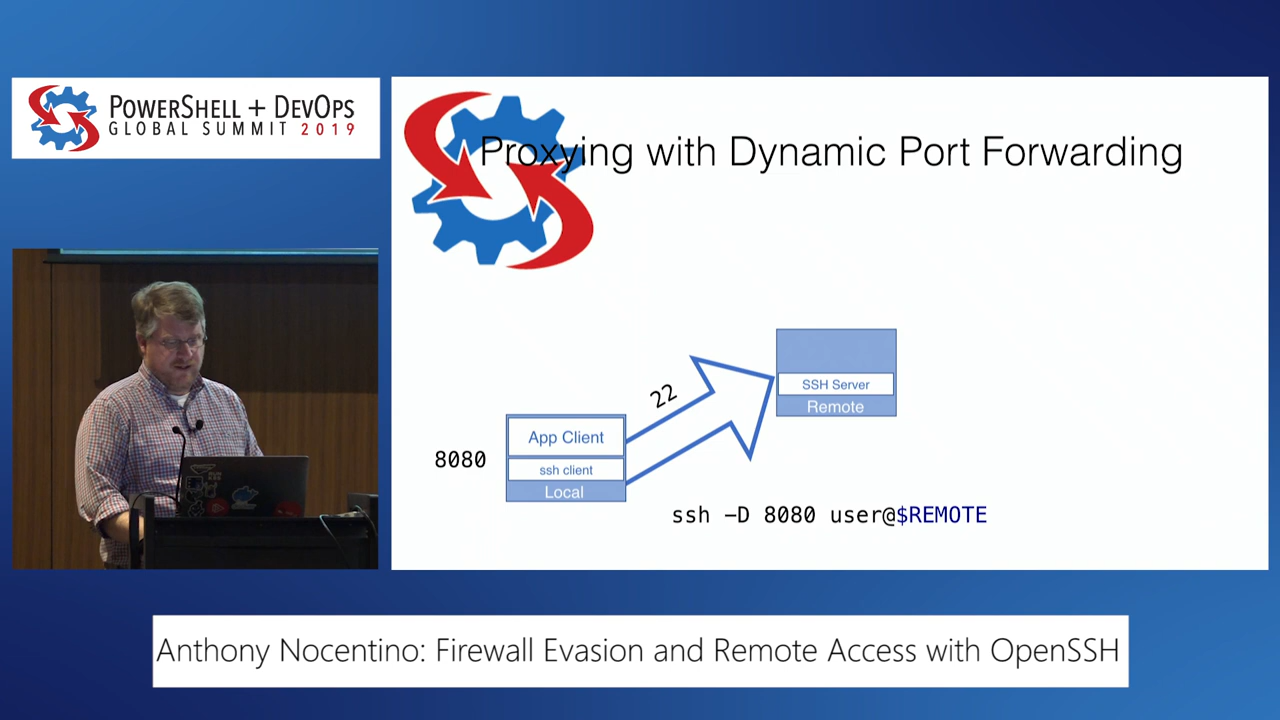 POWERSHELL + DEVOPS
GLOBAL SUMMIT 2019
Proxying with Dynamic Port Forwarding
22
SSH Server
Remote
App Client
8080
ssh client
Local
ssh -D 8080 user@$REMOTE
Anthony Nocentino: Firewall Evasion and Remote Access with OpenSSH